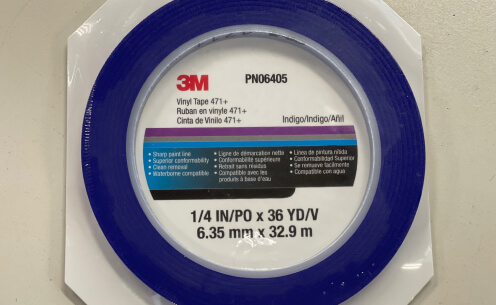 3M PN06405
Vinyl Tape 471+
Ruban en vinyle 471+
Cinta de Vinilo 471+ Indigo/Indigo/Añil
• Sharp paint line
• Superior conformability
• Clean removal
• Waterborne compatible
• Ligne de démarcation nette
• Conformabilité supérieure
• Retrait sans résidus
• Compatible avec les
produits à base d'eau
• Línea de pintura nítida
• Conformabilidad Superior
• Se remueve fácilmente
• Compatible con agua
1/4 IN/PO x 36 YD/V
6.35 mm x 32.9 m